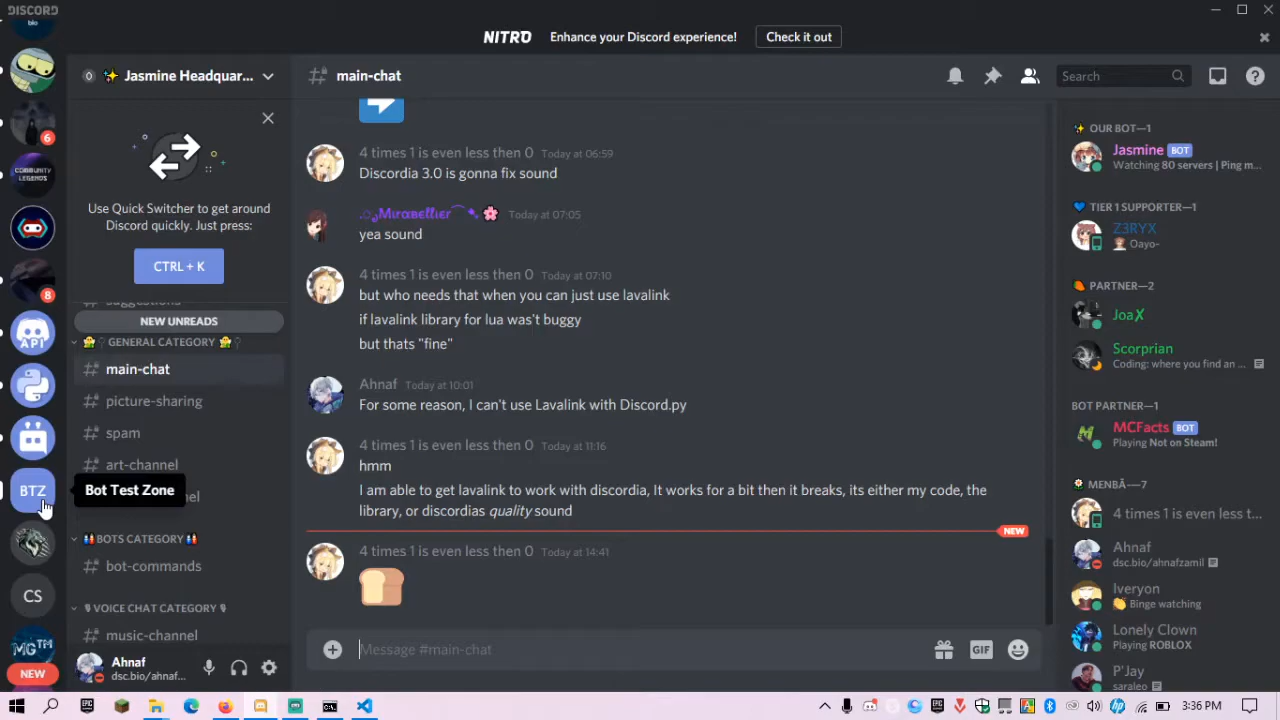 DISCORD
bio
NITRO Enhance your Discord experience! Check it out
0 ✨ Jasmine Headquar...
main-chat
Search
6
COMMUNITY
LEGENDS
8
API
BTZ
CS
MG™
NEW
Use Quick Switcher to get around
Discord quickly. Just press:
CTRL + K
suggestions
NEW UNREADS
GENERAL CATEGORY
main-chat
picture-sharing
spam
art-channel
Bot Test Zone
BOTS CATEGORY
bot-commands
VOICE CHAT CATEGORY
music-channel
Ahnaf
dsc.bio/ahnaf...
4 times 1 is even less then 0 Today at 06:59
Discordia 3.0 is gonna fix sound
Today at 07:05
yea sound
4 times 1 is even less then 0 Today at 07:10
but who needs that when you can just use lavalink
if lavalink library for lua was't buggy
but thats "fine"
Ahnaf Today at 10:01
For some reason, I can't use Lavalink with Discord.py
4 times 1 is even less then 0 Today at 11:16
hmm
I am able to get lavalink to work with discordia, It works for a bit then it breaks, its either my code, the
library, or discordias quality sound
NEW
4 times 1 is even less then 0 Today at 14:41
Message #main-chat
GIF
✨ OUR BOT—1
Jasmine BOT
Watching 80 servers | Ping m...
💙 TIER 1 SUPPORTER—1
Z3RYX
Oayo-
PARTNER—2
JoaX
Scorprian
Coding: where you find an ...
BOT PARTNER—1
MCFacts BOT
Playing Not on Steam!
MENBĀ—7
4 times 1 is even less t...
Ahnaf
dsc.bio/ahnafzamil
Iveryon
👏 Binge watching
Lonely Clown
Playing ROBLOX
P'Jay
saraleo
3:36 PM